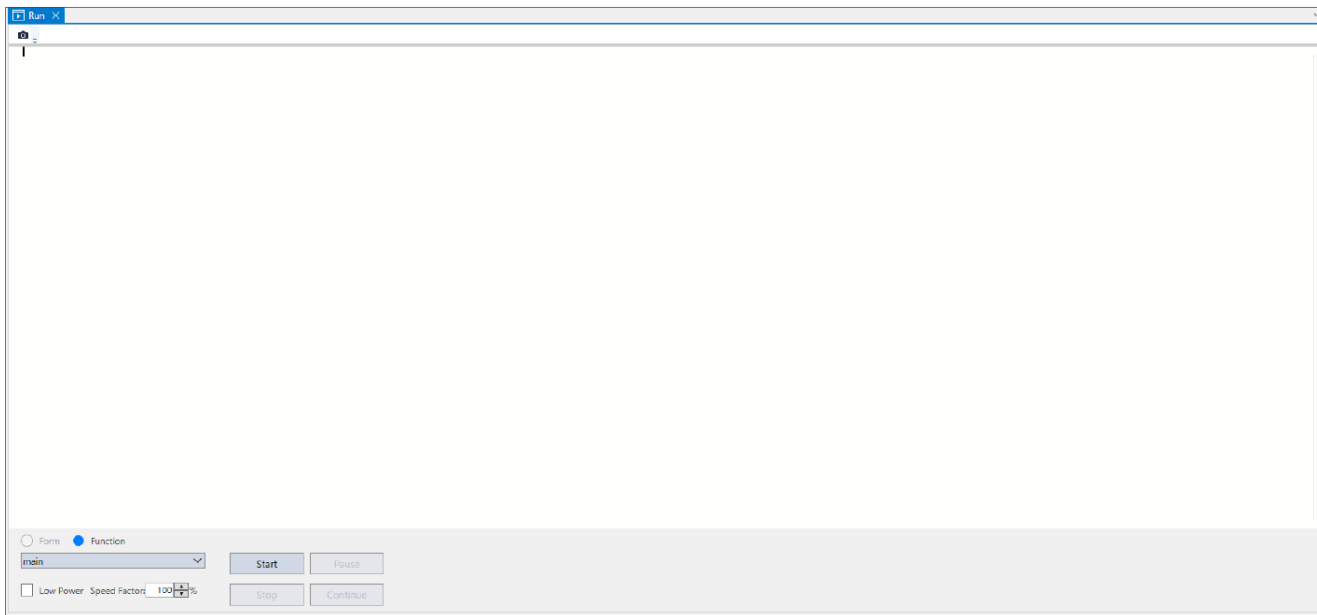 Run
Form Function
main
Start Pause
Low Power Speed Factor: 100 %
Stop Continue